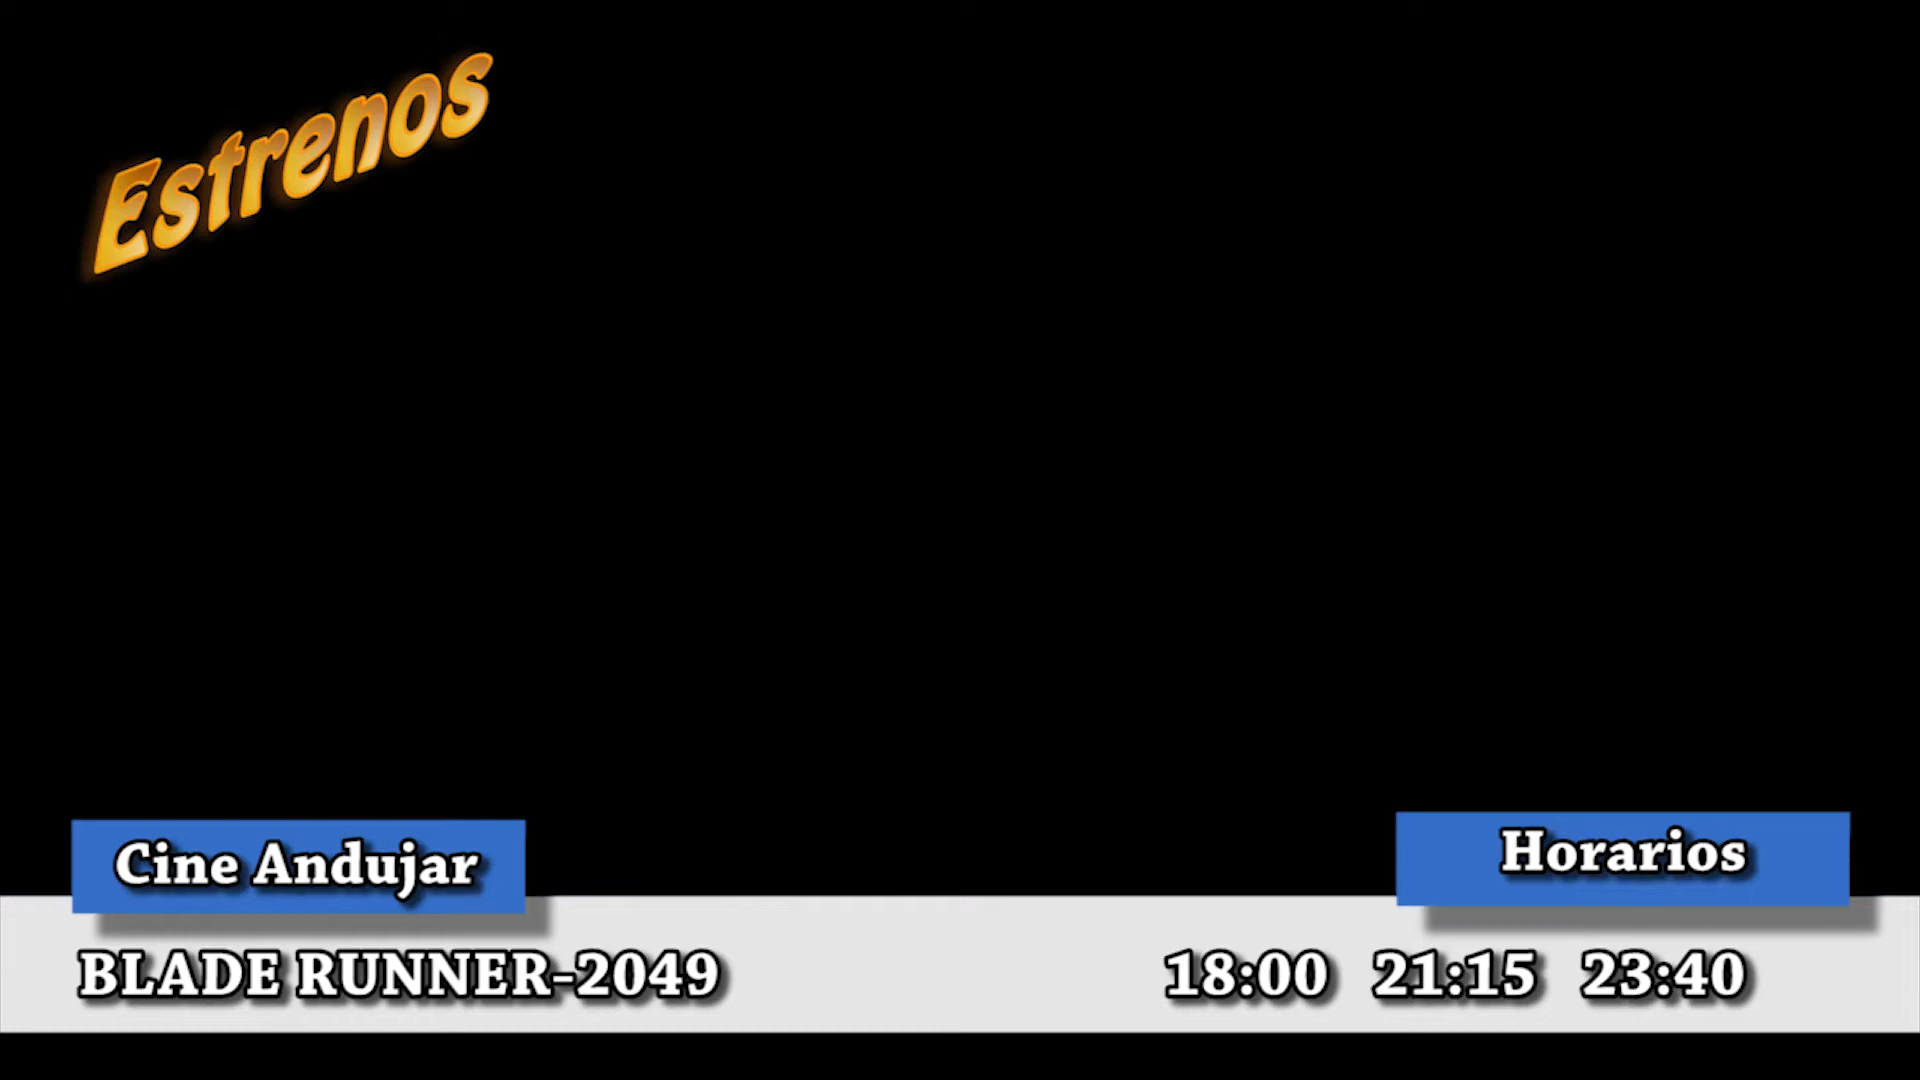 Estrenos
Cine Andujar
Horarios
BLADE RUNNER-2049
18:00 21:15 23:40